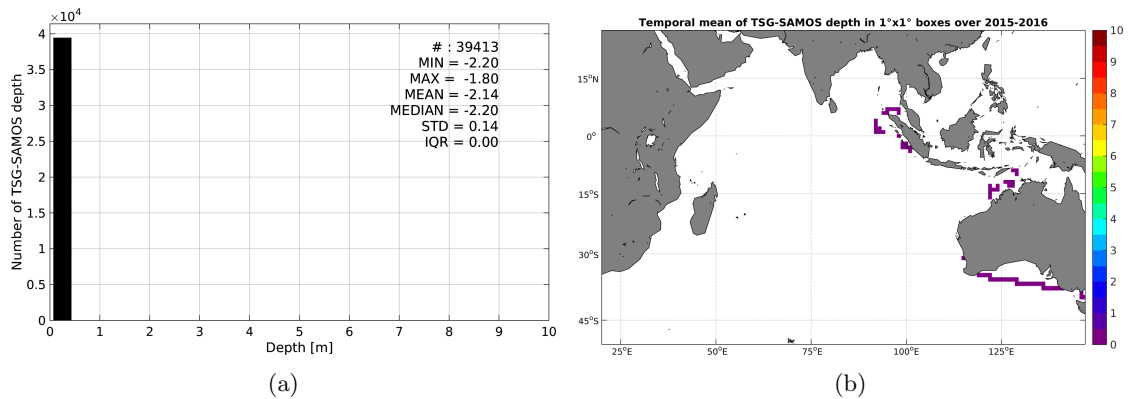 ×10⁴
4
3.5
3
2.5
2
1.5
1
0.5
0
Number of TSG-SAMOS depth
# : 39413
MIN = -2.20
MAX = -1.80
MEAN = -2.14
MEDIAN = -2.20
STD = 0.14
IQR = 0.00
0 1 2 3 4 5 6 7 8 9 10
Depth [m]
(a)
Temporal mean of TSG-SAMOS depth in 1°x1° boxes over 2015-2016
15°N
0°
15°S
30°S
45°S
25°E 50°E 75°E 100°E 125°E
10
9
8
7
6
5
4
3
2
1
0
(b)